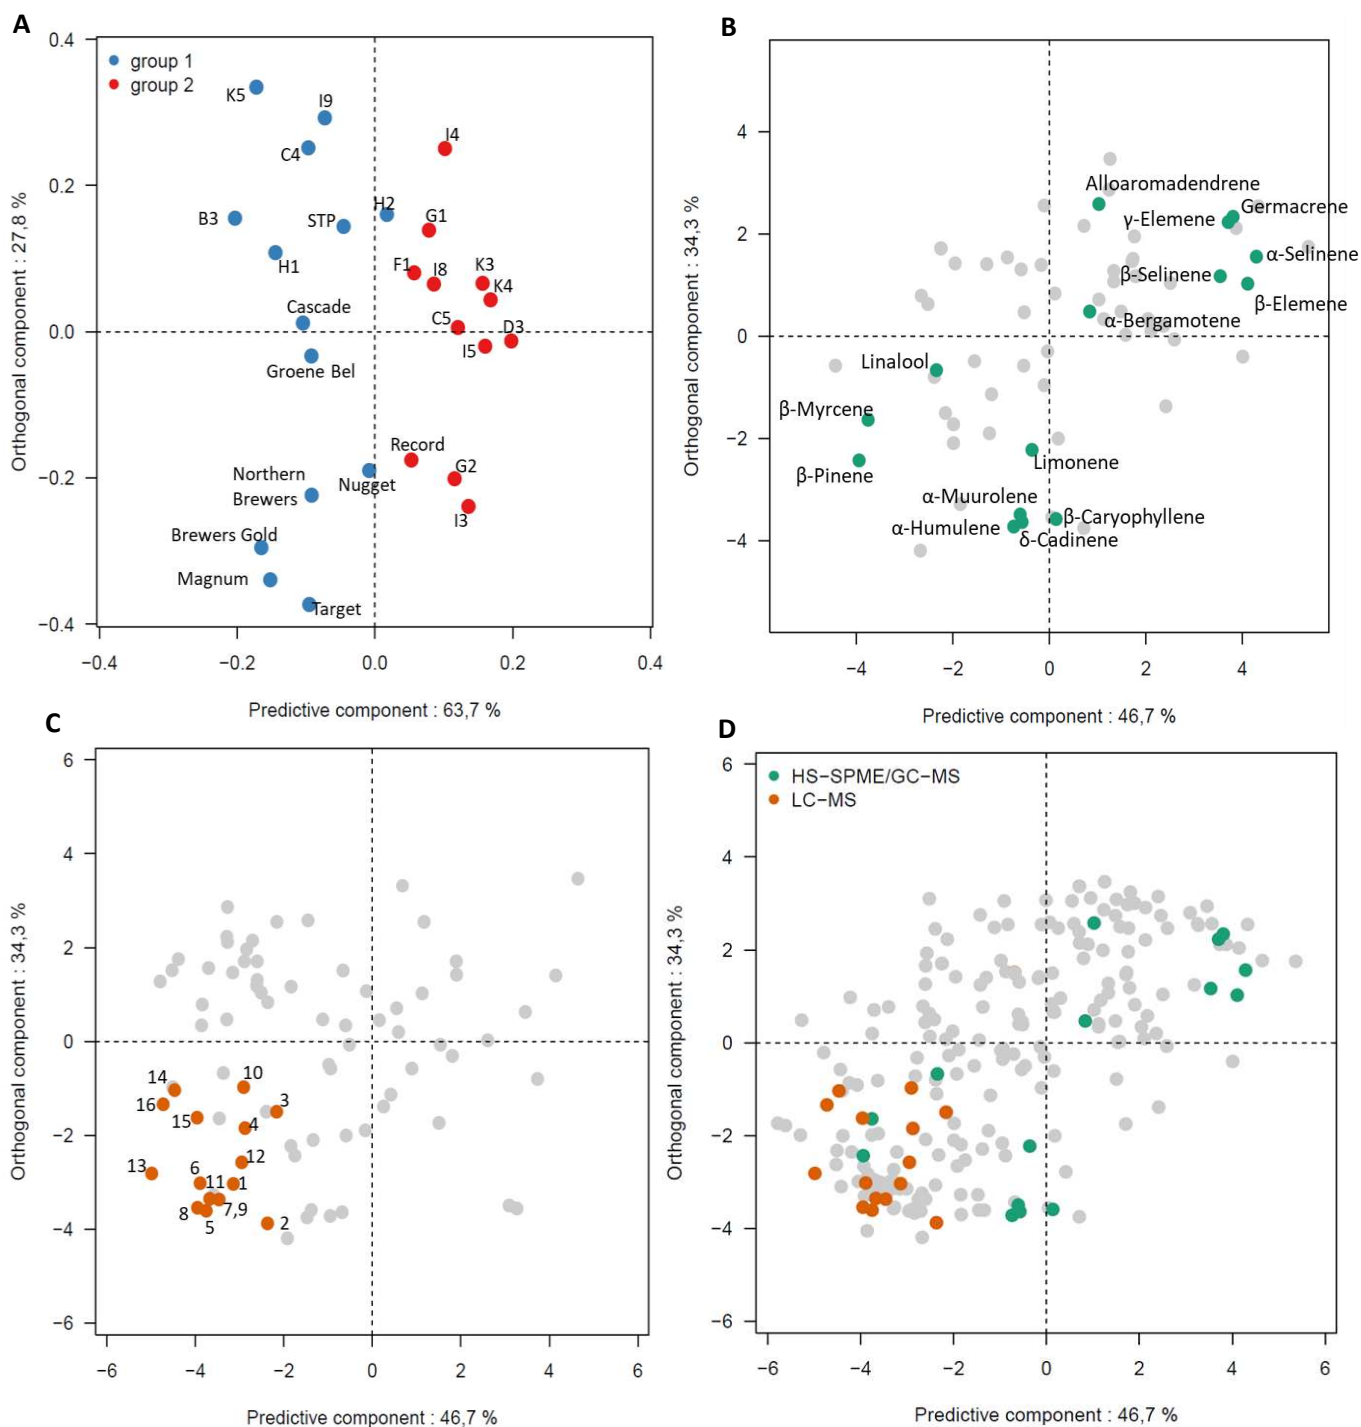 A
0.4
group 1
group 2
K5
I9
C4
I4
0.2
B3
STP
H2
G1
H1
F1
I8
K3
K4
Cascade
C5
D3
0.0
I5
Groene Bel
Record
−0.2
Northern
Brewers
Nugget
G2
I3
Brewers Gold
Magnum
Target
−0.4
−0.4
−0.2
0.0
0.2
0.4
Orthogonal component : 27,8 %
Predictive component : 63,7 %
B
4
Alloaromadendrene
Germacrene
γ-Elemene
2
α-Selinene
β-Selinene
β-Elemene
α-Bergamotene
0
Linalool
β-Myrcene
−2
Limonene
β-Pinene
α-Muurolene
β-Caryophyllene
α-Humulene
δ-Cadinene
−4
−4
−2
0
2
4
Orthogonal component : 34,3 %
Predictive component : 46,7 %
C
6
4
2
0
14
10
16
3
15
4
−2
12
13
6
11
1
8
7,9
5
2
−4
−6
−6
−4
−2
0
2
4
6
Orthogonal component : 34,3 %
Predictive component : 46,7 %
D
6
HS−SPME/GC−MS
LC−MS
4
2
0
−2
−4
−6
−6
−4
−2
0
2
4
6
Orthogonal component : 34,3 %
Predictive component : 46,7 %